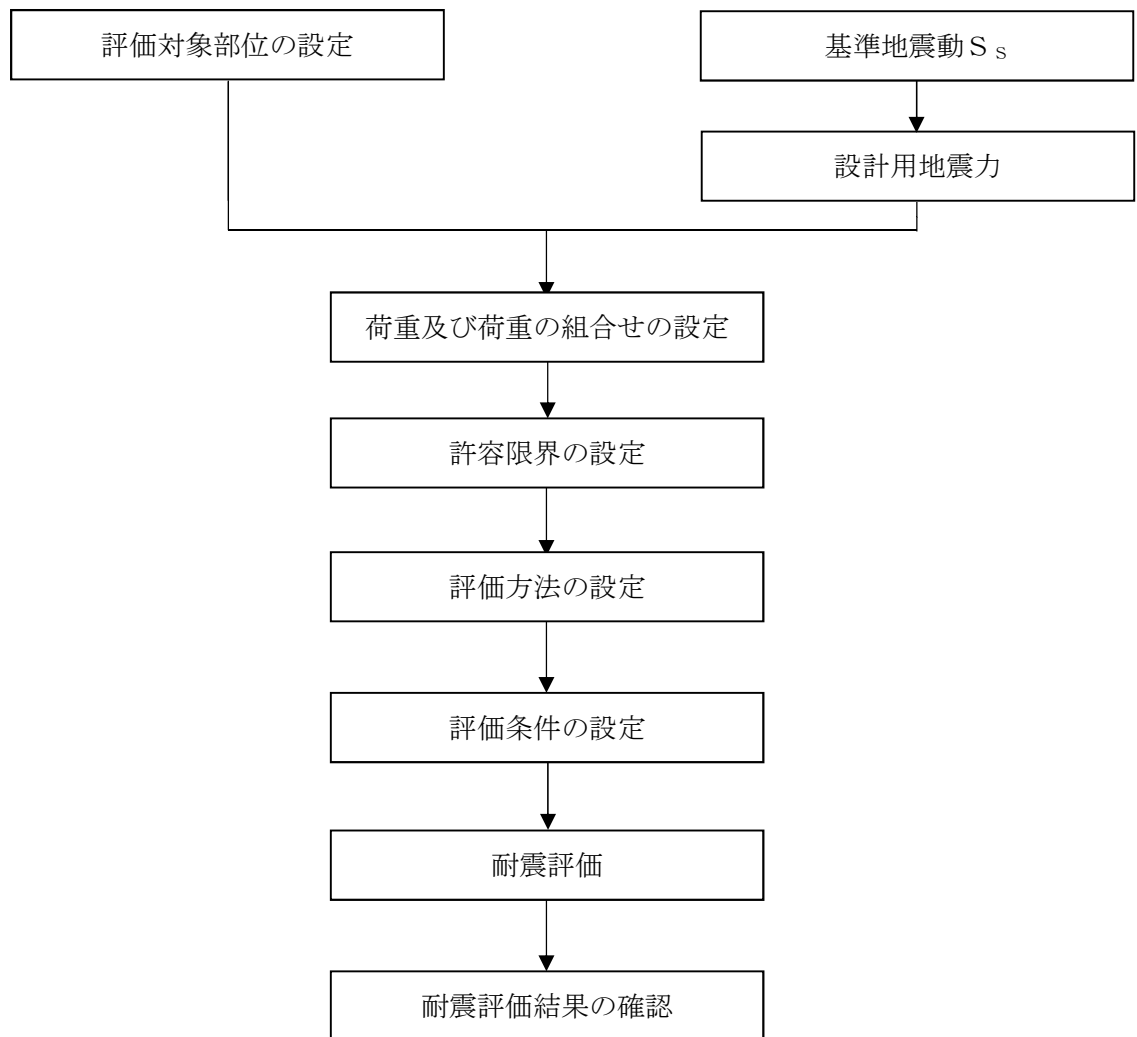 評価対象部位の設定
基準地震動Ｓｓ
設計用地震力
荷重及び荷重の組合せの設定
許容限界の設定
評価方法の設定
評価条件の設定
耐震評価
耐震評価結果の確認